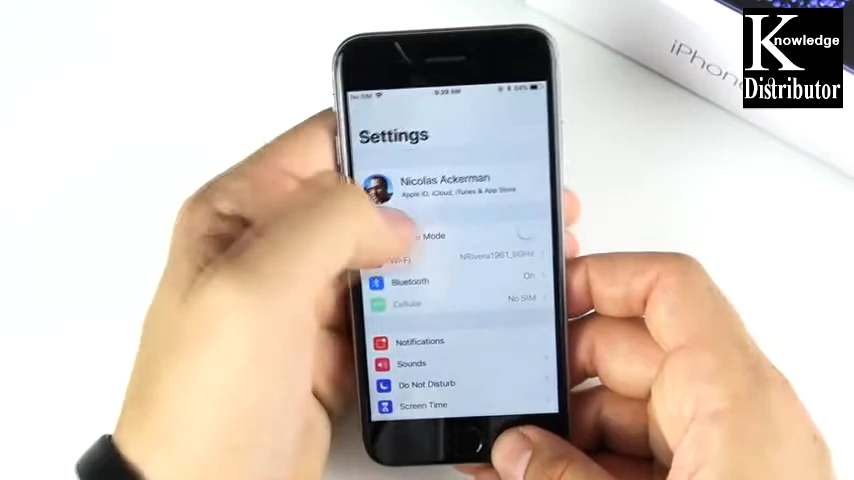 iPhone
Knowledge
Distributor
No SIM
9:39 AM
Settings
Nicolas Ackerman
Apple ID, iCloud, iTunes & App Store
Mode
Wi-Fi
Bluetooth
On
Cellular
No SIM
Notifications
Sounds
Do Not Disturb
Screen Time